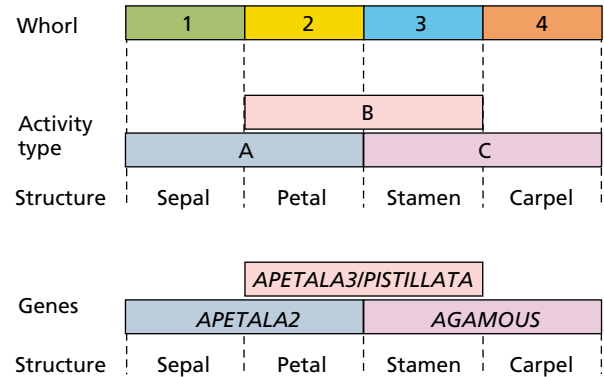 Whorl 1 2 3 4
B
Activity type
A C
Structure Sepal Petal Stamen Carpel
APETALA3/PISTILLATA
Genes
APETALA2 AGAMOUS
Structure Sepal Petal Stamen Carpel